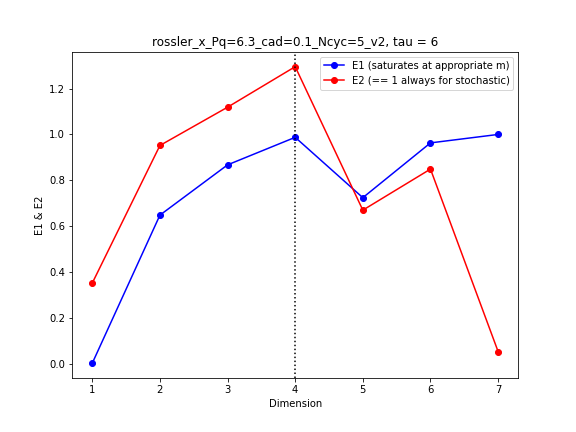 rossler_x_Pq=6.3_cad=0.1_Ncyc=5_v2, tau = 6
E1 (saturates at appropriate m)
E2 (== 1 always for stochastic)
E1 & E2
1.2
1.0
0.8
0.6
0.4
0.2
0.0
1 2 3 4 5 6 7
Dimension